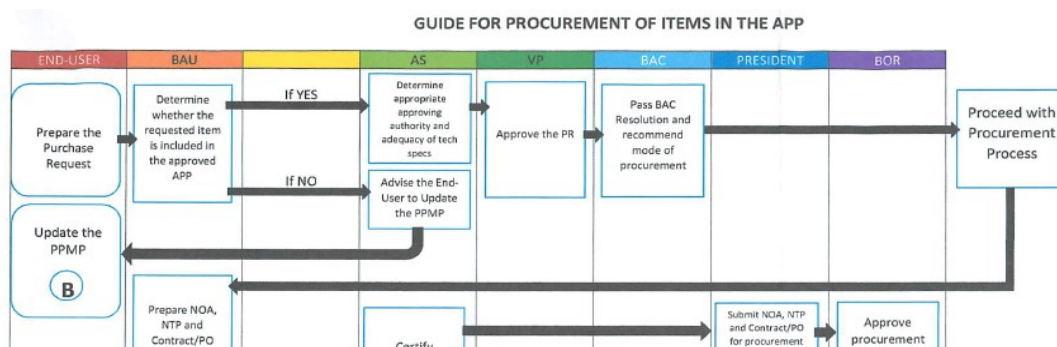 GUIDE FOR PROCUREMENT OF ITEMS IN THE APP
END-USER
BAU
AS
VP
BAC
PRESIDENT
BOR
Prepare the
Purchase
Request
Determine
whether the
requested item
is included in
the approved
APP
If YES
Determine
appropriate
approving
authority and
adequacy of tech
specs
Approve the PR
Pass BAC
Resolution and
recommend
mode of
procurement
Proceed with
Procurement
Process
If NO
Advise the End-
User to Update
the PPMP
Update the
PPMP
B
Prepare NOA,
NTP and
Contract/PO
Certify
Submit NOA, NTP
and Contract/PO
for procurement
Approve
procurement